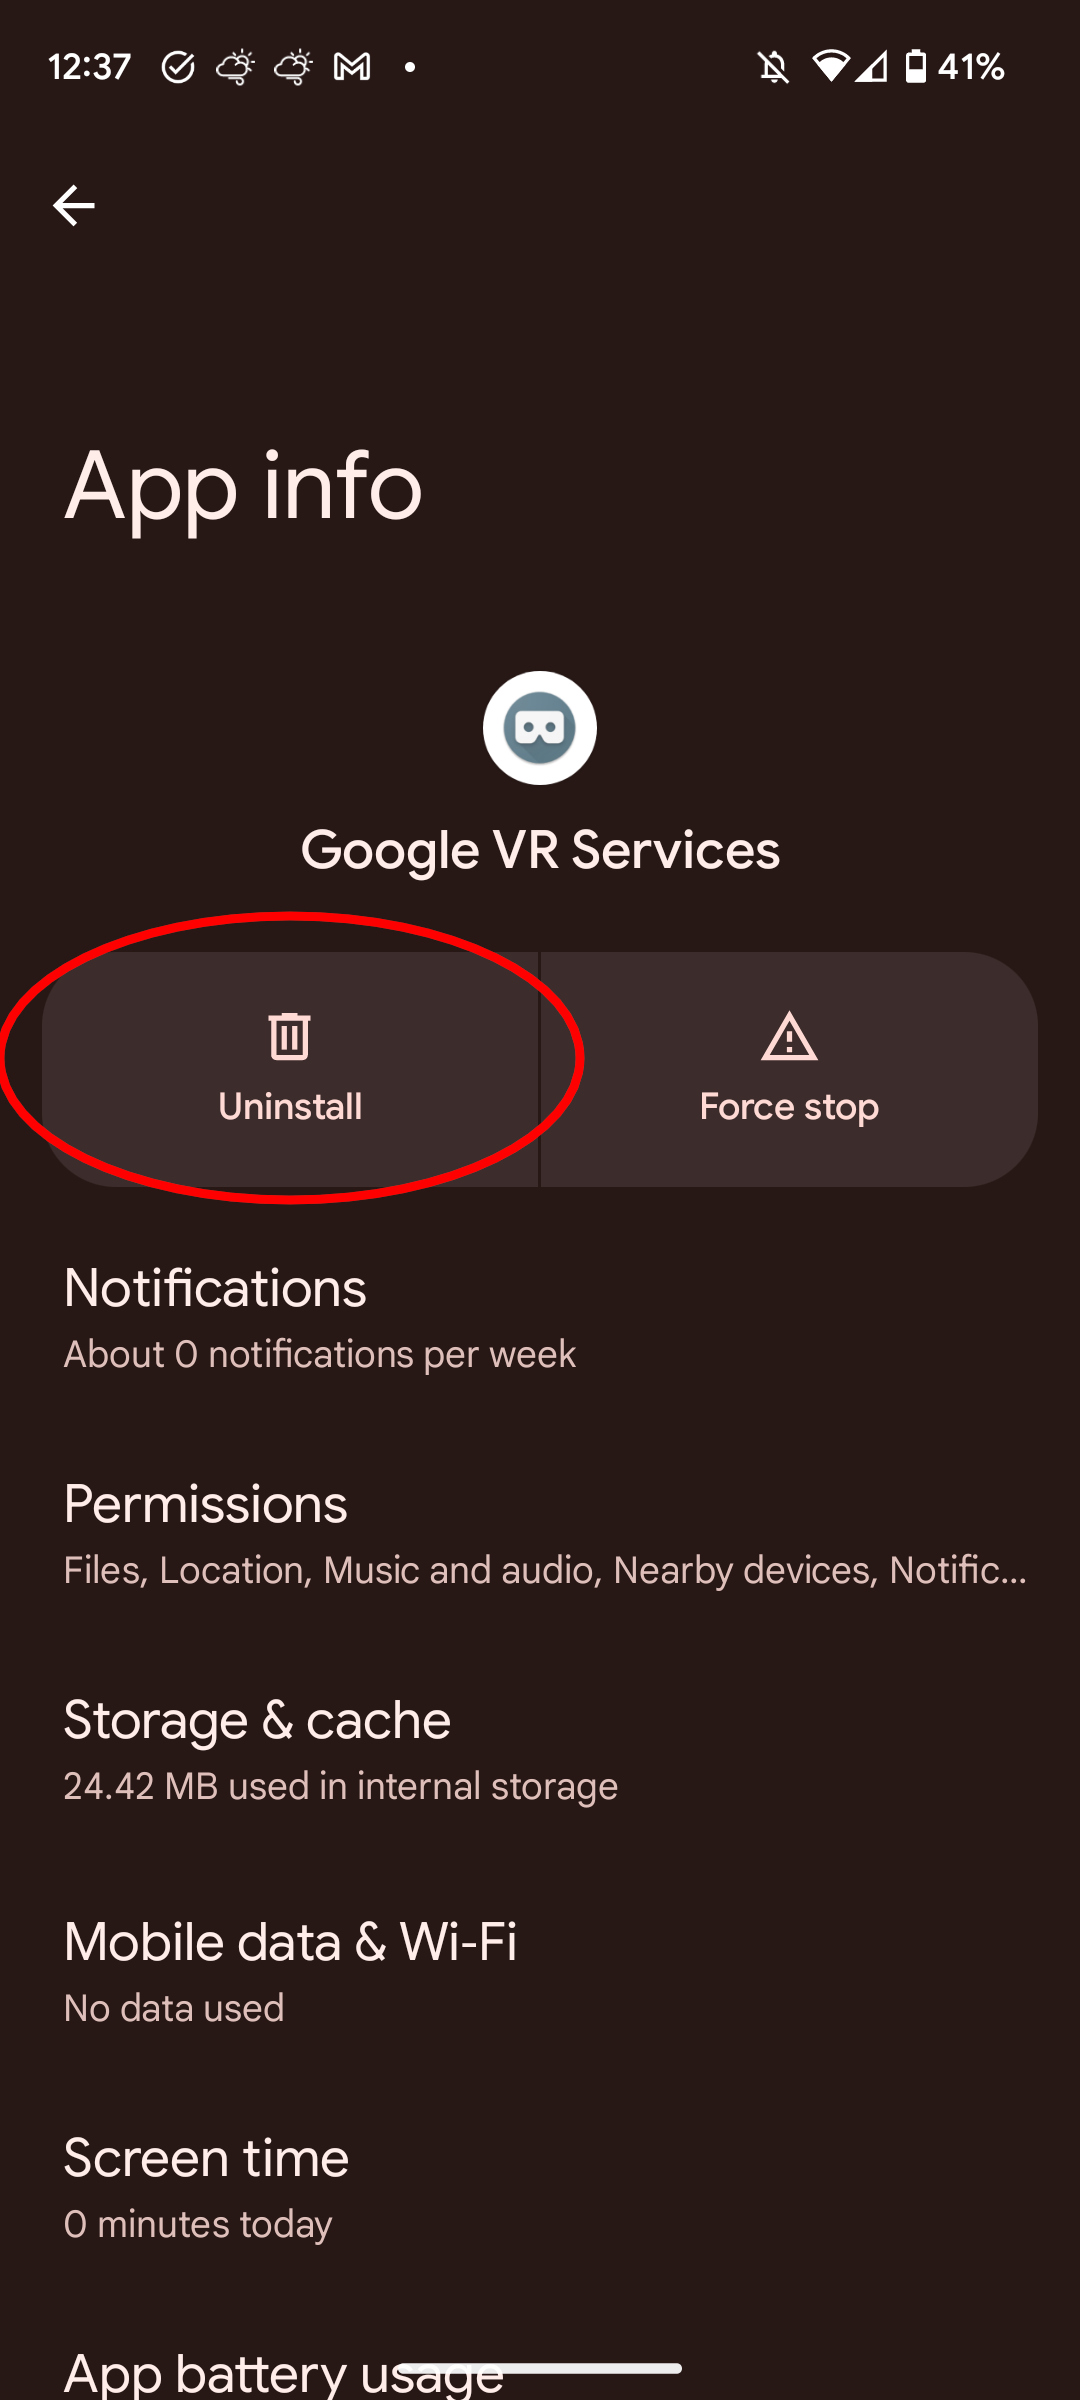 12:37
41%
App info
Google VR Services
Uninstall
Force stop
Notifications
About 0 notifications per week
Permissions
Files, Location, Music and audio, Nearby devices, Notific...
Storage & cache
24.42 MB used in internal storage
Mobile data & Wi-Fi
No data used
Screen time
0 minutes today
App battery usage